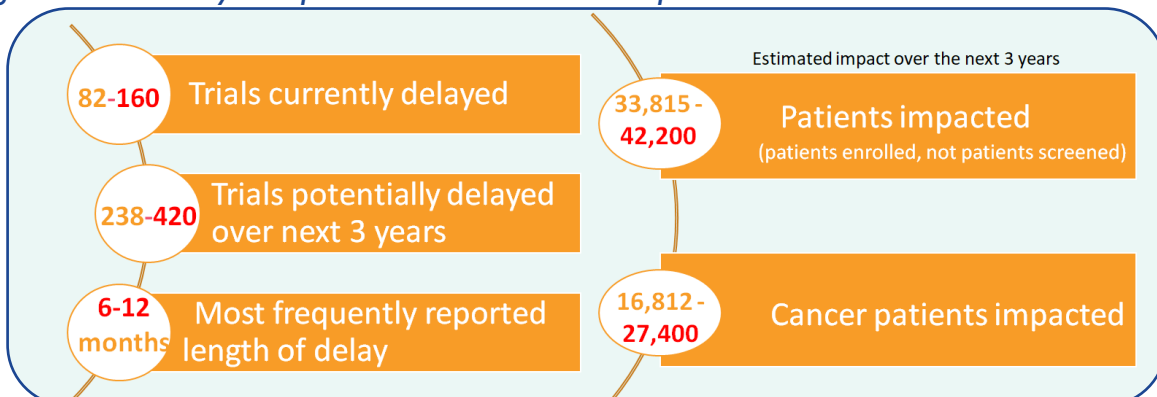 82-160
Trials currently delayed
238-420
Trials potentially delayed
over next 3 years
6-12
months
Most frequently reported
length of delay
Estimated impact over the next 3 years
33,815 -
42,200
Patients impacted
(patients enrolled, not patients screened)
16,812 -
27,400
Cancer patients impacted